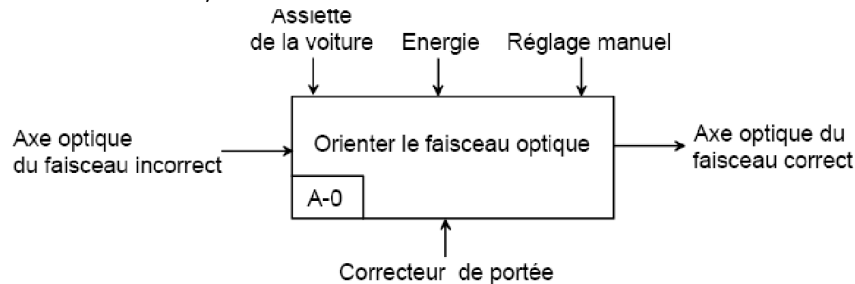 Assiette
de la voiture Energie Réglage manuel
Axe optique
du faisceau incorrect
Orienter le faisceau optique
Axe optique du
faisceau correct
A-0
Correcteur de portée